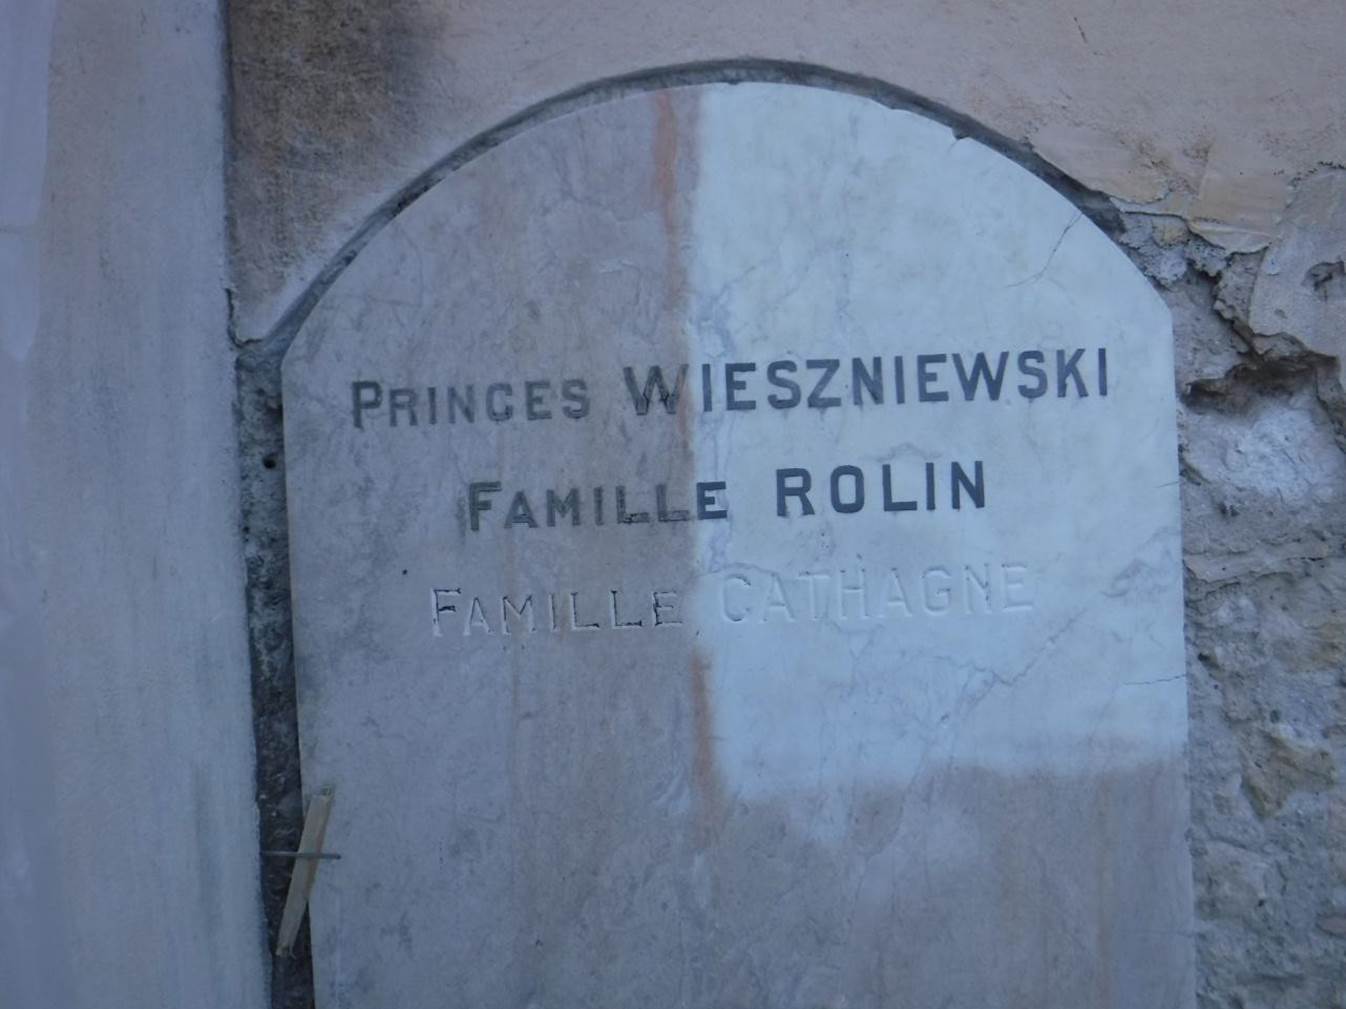 PRINCES WIESZNIEWSKI
FAMILLE ROLIN
FAMILLE CATHAGNE